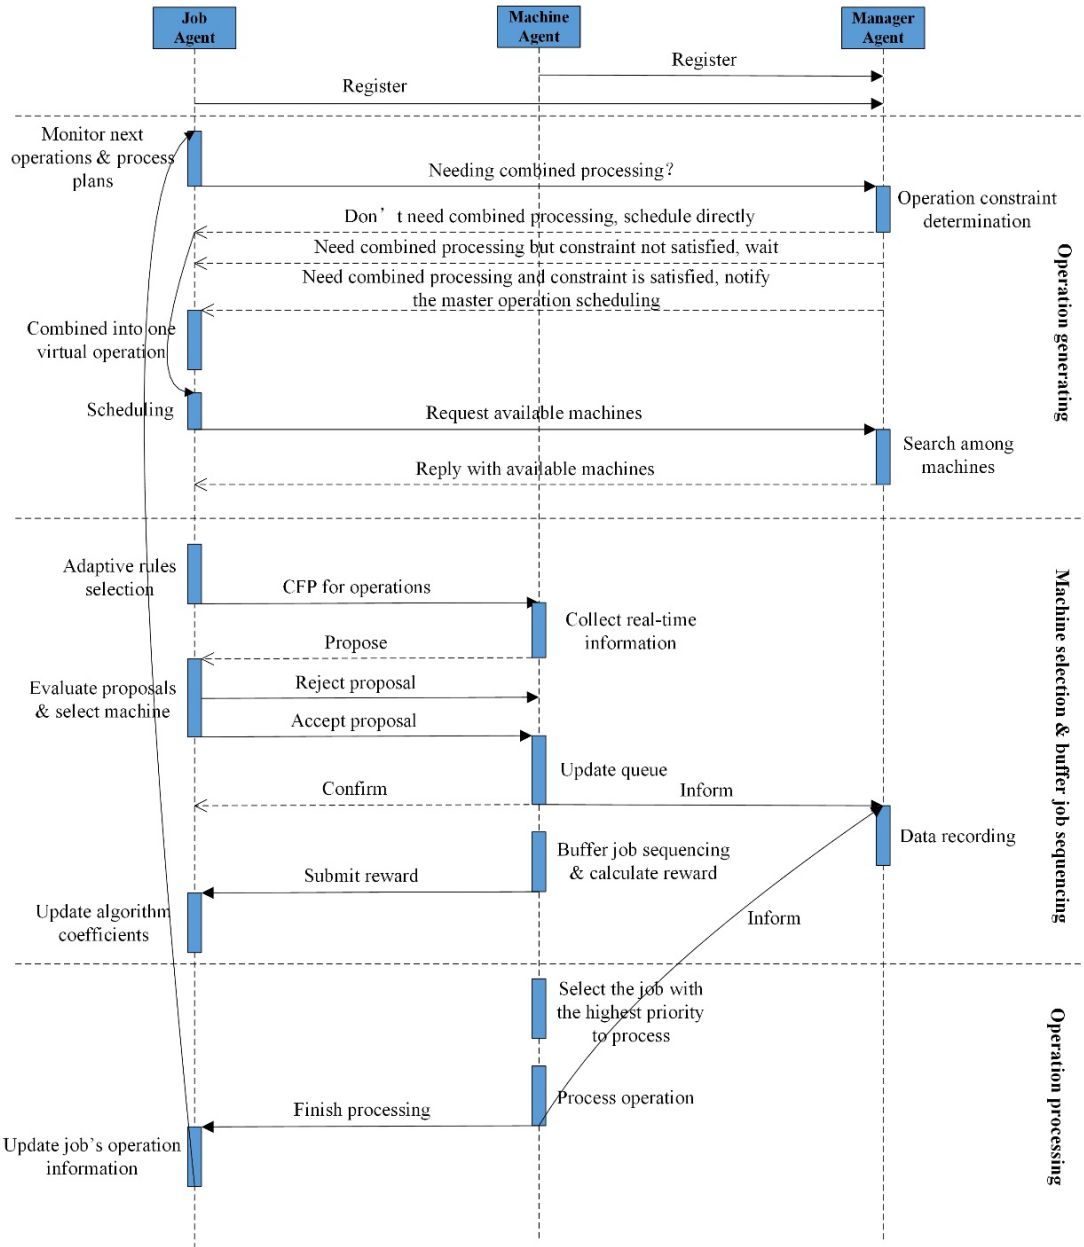 Job
Agent
Machine
Agent
Manager
Agent
Register
Register
Monitor next
operations & process
plans
Needing combined processing?
Operation constraint
determination
Don't need combined processing, schedule directly
Need combined processing but constraint not satisfied, wait
Need combined processing and constraint is satisfied, notify
the master operation scheduling
Combined into one
virtual operation
Scheduling
Request available machines
Search among
machines
Reply with available machines
Operation generating
Adaptive rules
selection
CFP for operations
Collect real-time
information
Propose
Evaluate proposals
& select machine
Reject proposal
Accept proposal
Update queue
Confirm
Inform
Data recording
Buffer job sequencing
& calculate reward
Submit reward
Update algorithm
coefficients
Inform
Machine selection & buffer job sequencing
Select the job with
the highest priority
to process
Process operation
Finish processing
Update job's operation
information
Operation processing